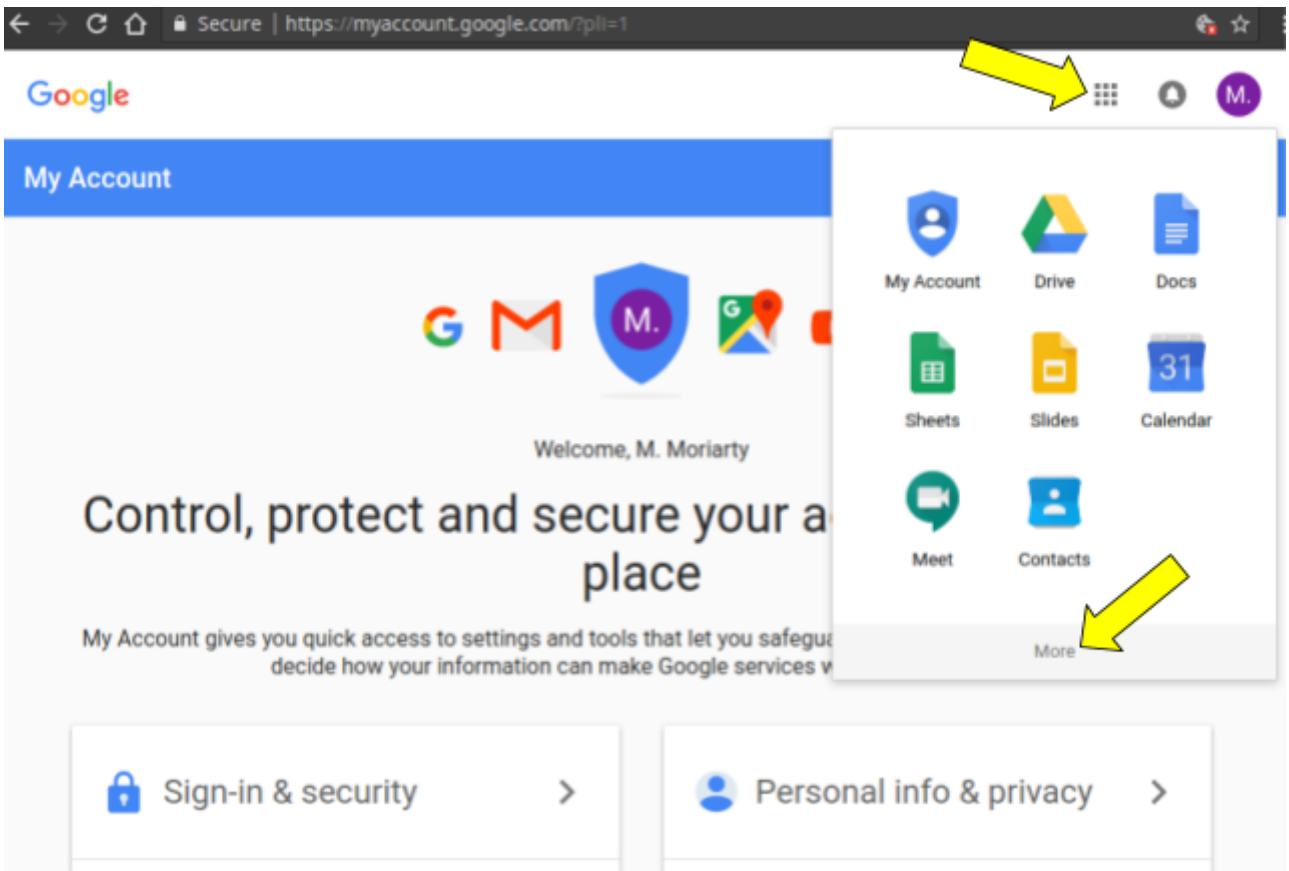 Secure | https://myaccount.google.com/?pli=1
Google
M.
My Account
My Account Drive Docs
31
Sheets Slides Calendar
Meet Contacts
More
G M.  G
Welcome, M. Moriarty
Control, protect and secure your a
place
My Account gives you quick access to settings and tools that let you safegua
decide how your information can make Google services w
Sign-in & security
Personal info & privacy